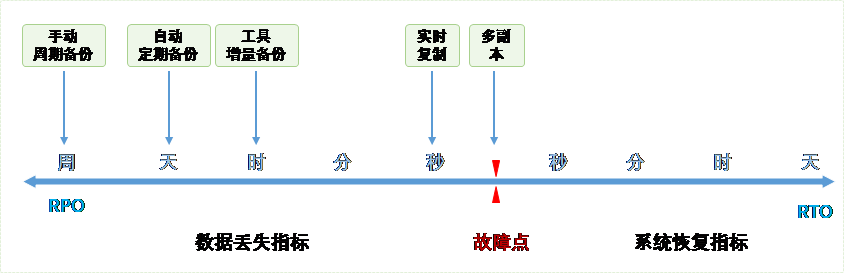 手动
周期备份
自动
定期备份
工具
增量备份
实时
复制
多副
本
周 天 时 分 秒 秒 分 时 天
RPO
RTO
数据丢失指标 故障点 系统恢复指标